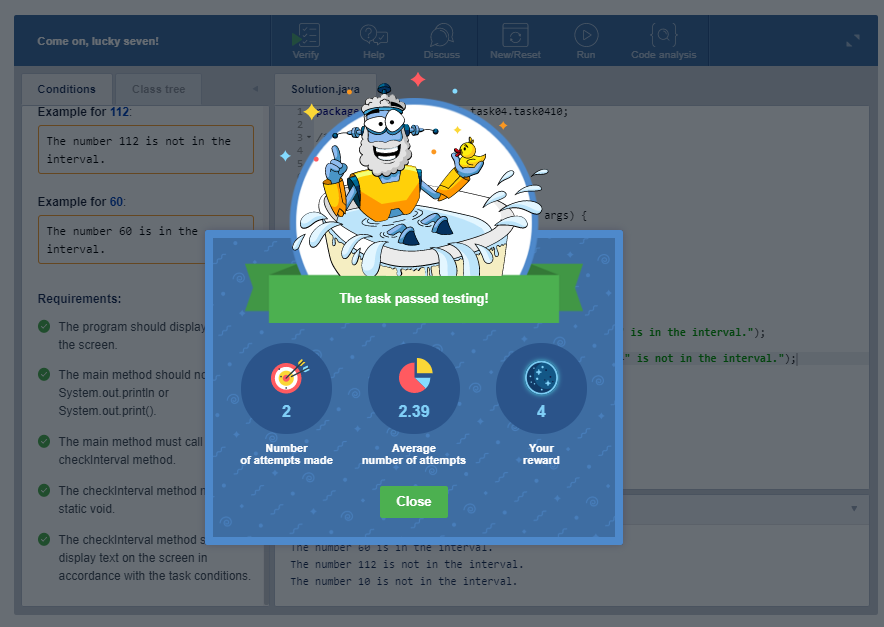 Come on, lucky seven!
Verify
Help
Discuss
New/Reset
Run
Code analysis
Conditions
Class tree
Example for 112:
The number 112 is not in the
interval.
Example for 60:
The number 60 is in the
interval.
Requirements:
The program should display
the screen.
The main method should no
System.out.println or
System.out.print().
The main method must call
checkInterval method.
The checkInterval method
static void.
The checkInterval method s
display text on the screen in
accordance with the task conditions.
Solution.java
1 package
task04.task0410;
2
3 /*
4
5
args) {
" is in the interval.");
" is not in the interval.");
The task passed testing!
2
2.39
4
Number
of attempts made
Average
number of attempts
Your
reward
Close
The number 60 is in the interval.
The number 112 is not in the interval.
The number 10 is not in the interval.